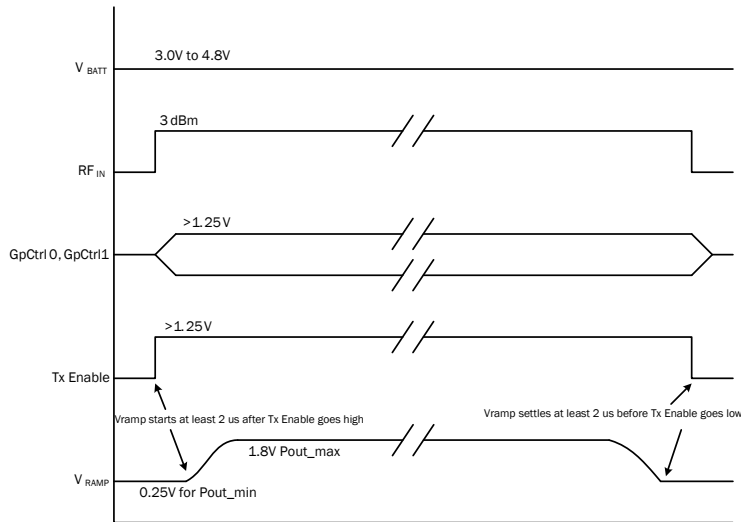 3.0V to 4.8V
V BATT
3 dBm
RF IN
>1.25V
GpCtrl0, GpCtrl1
>1.25V
Tx Enable
Vramp starts at least 2 us after Tx Enable goes high
Vramp settles at least 2 us before Tx Enable goes low
1.8V Pout_max
V RAMP
0.25V for Pout_min